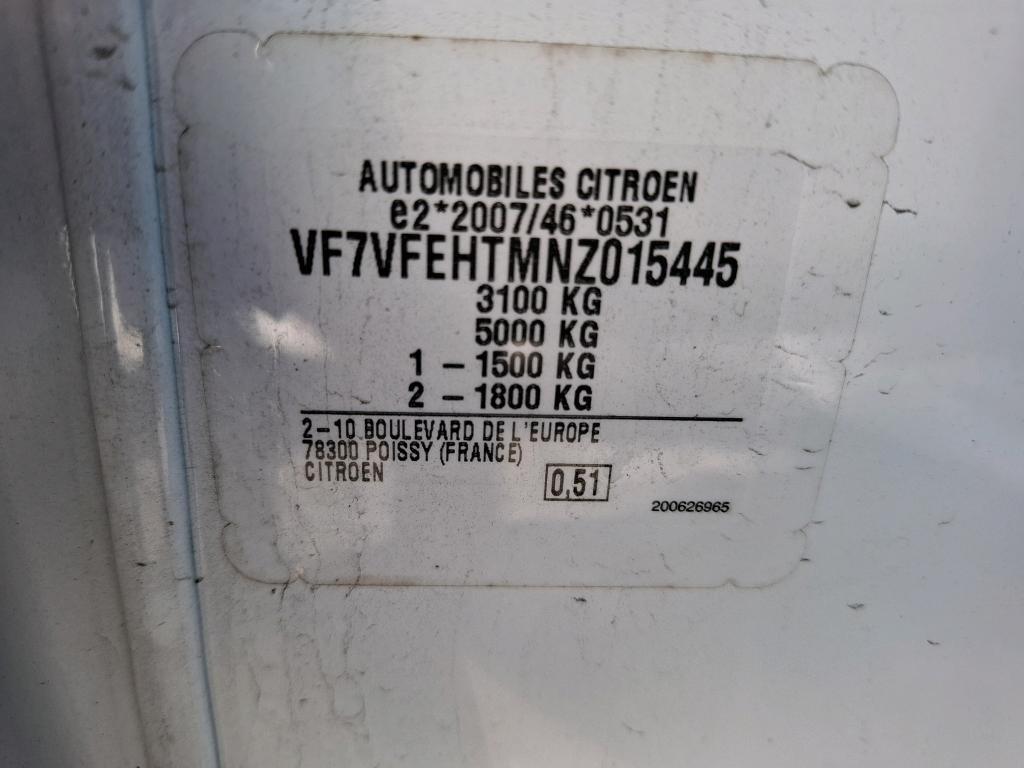 AUTOMOBILES CITROEN
e2*2007/46*0531
VF7VFEHTMNZ015445
3100 KG
5000 KG
1 - 1500 KG
2 - 1800 KG
2-10 BOULEVARD DE L'EUROPE
78300 POISSY (FRANCE)
CITROEN
0,51
200626965